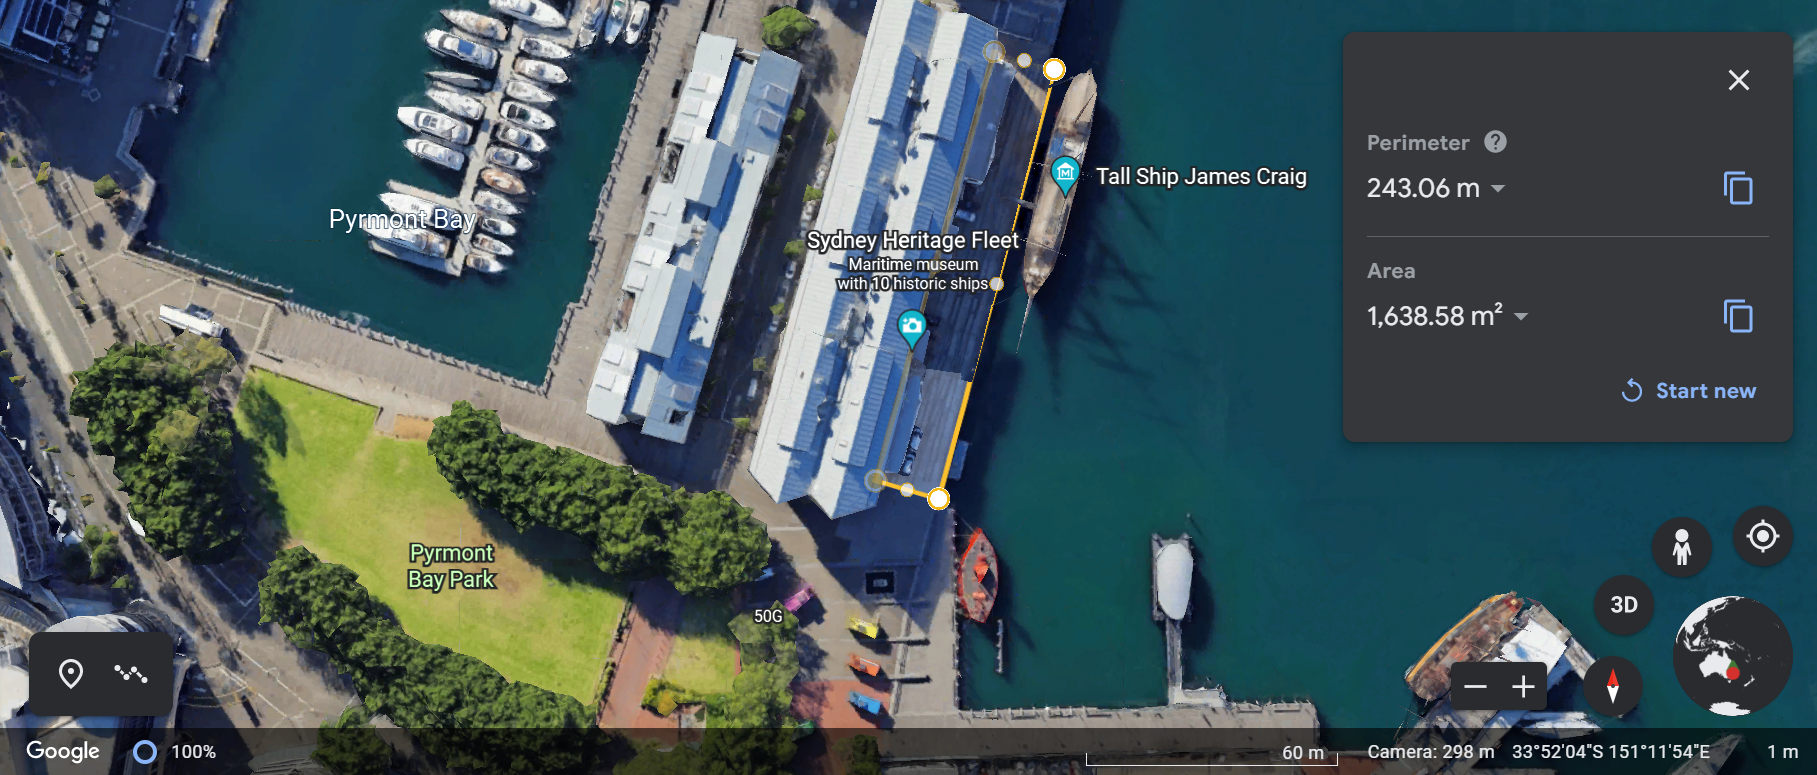 Perimeter
243.06 m
Area
1,638.58 m²
Start new
Tall Ship James Craig
Pyrmont Bay
Sydney Heritage Fleet
Maritime museum
with 10 historic ships
Pyrmont
Bay Park
50G
3D
Google
100%
60 m
Camera: 298 m
33°52'04"S 151°11'54"E
1 m